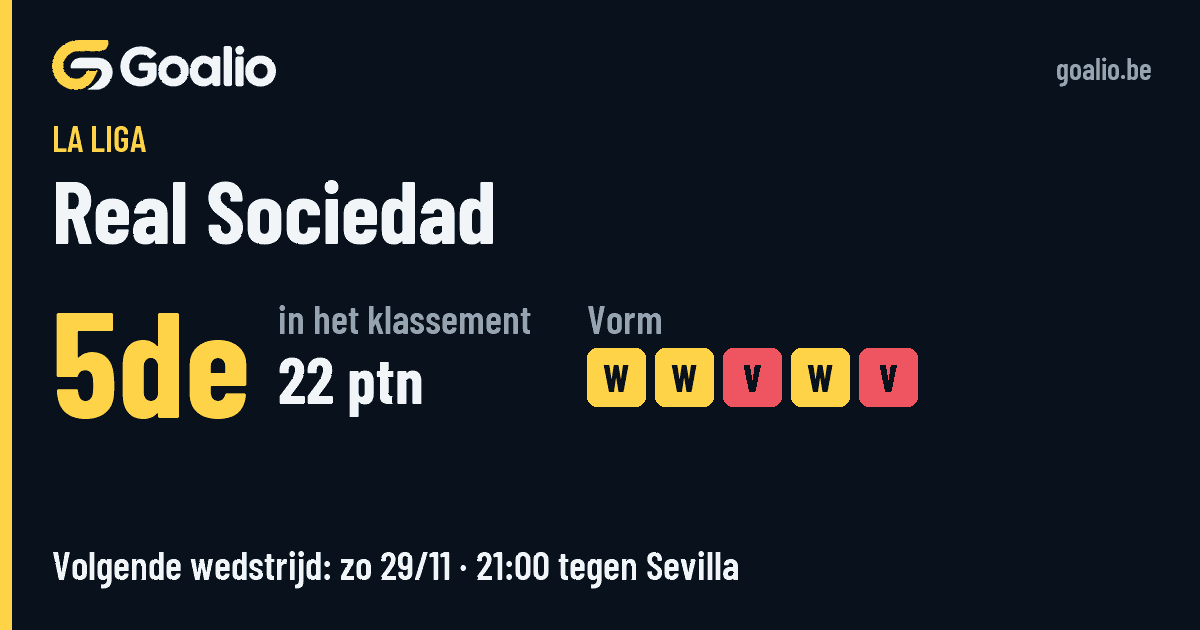 Goalio
goalio.be
LA LIGA
Real Sociedad
5de
in het klassement
22 ptn
Vorm
W W V W V
Volgende wedstrijd: zo 29/11 · 21:00 tegen Sevilla